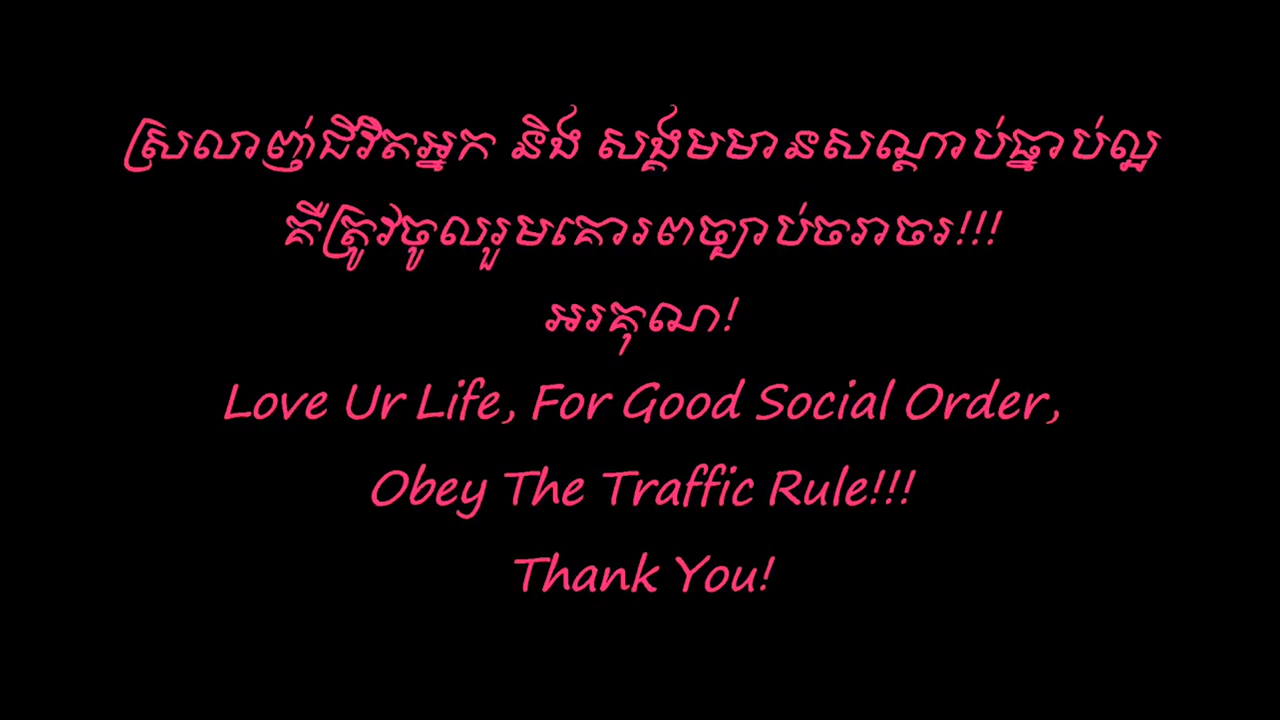 ស្រលាញ់ជីវិតអ្នក និង សង្គមមានសណ្ដាប់ធ្នាប់ល្អ
គឺត្រូវចូលរួមគោរពច្បាប់ចរាចរ!!!
អរគុណ!
Love Ur Life, For Good Social Order,
Obey The Traffic Rule!!!
Thank You!